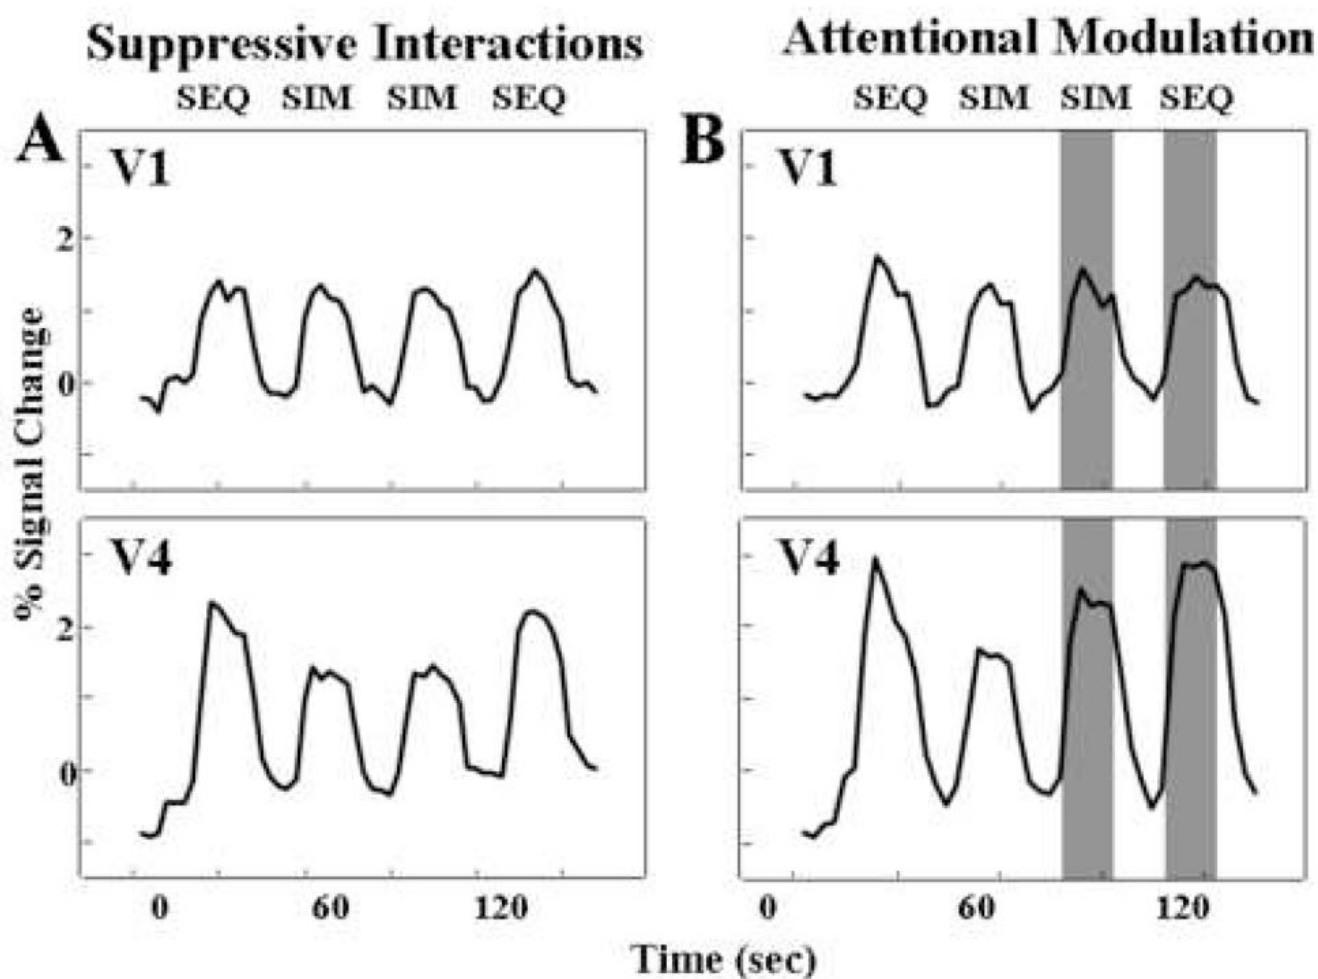 Suppressive Interactions
Attentional Modulation
SEQ SIM SIM SEQ
SEQ SIM SIM SEQ
A
B
V1
V1
2
0
% Signal Change
V4
V4
2
0
0 60 120
0 60 120
Time (sec)